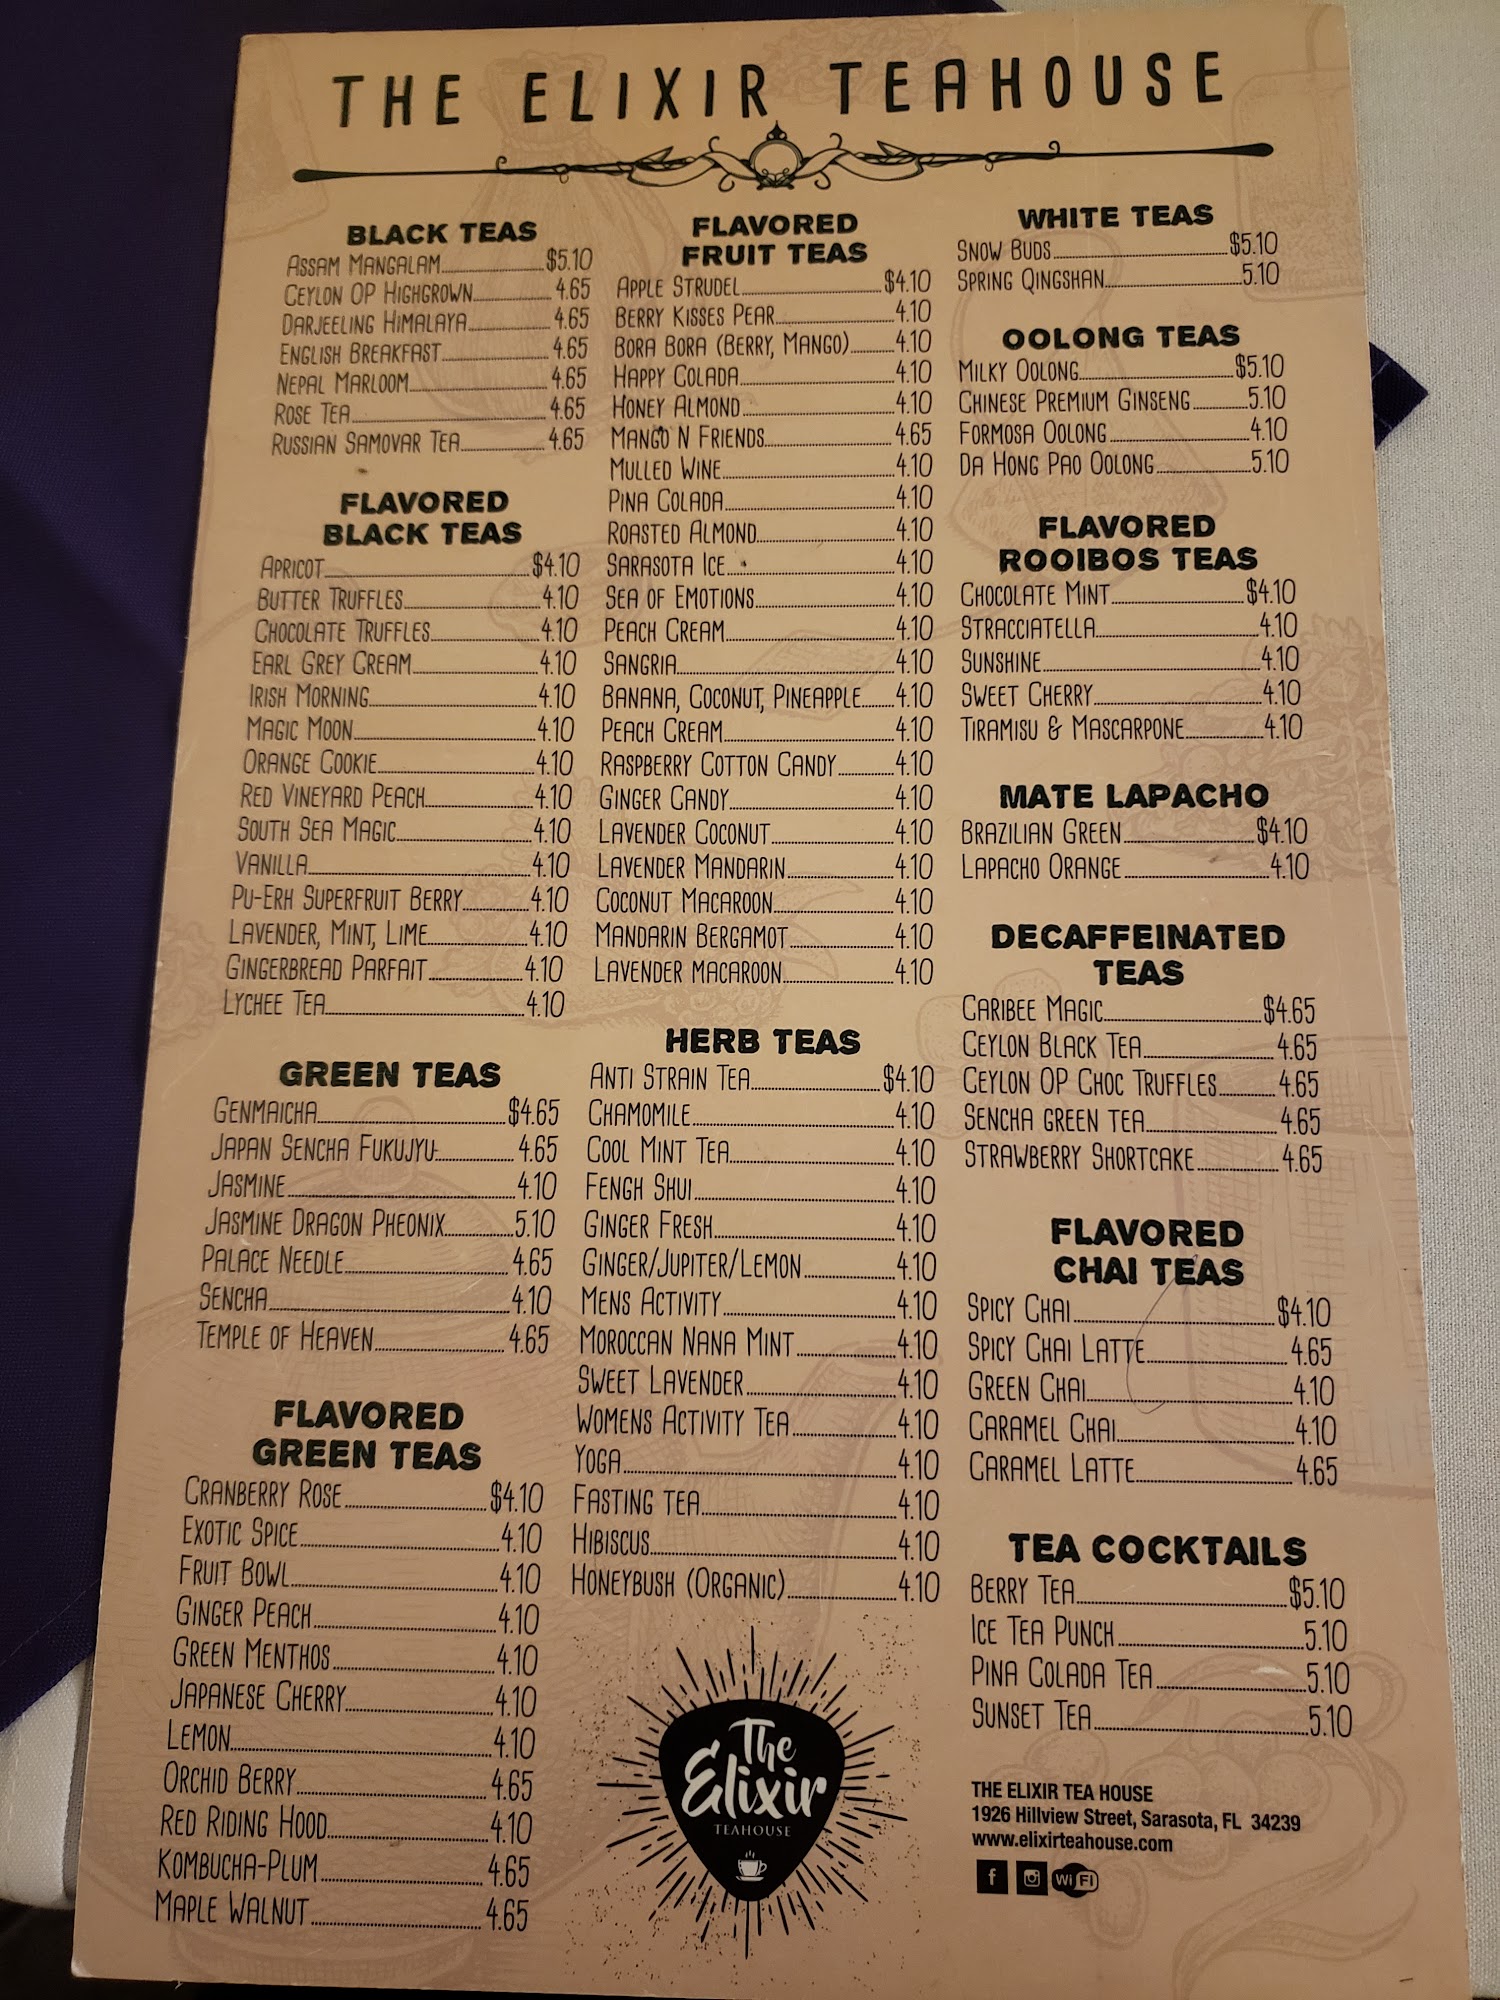 THE ELIXIR TEAHOUSE
BLACK TEAS
ASSAM MANGALAM $5.10
CEYLON OP HIGHGROWN 4.65
DARJEELING HIMALAYA 4.65
ENGLISH BREAKFAST 4.65
NEPAL MARLOOM 4.65
ROSE TEA 4.65
RUSSIAN SAMOVAR TEA 4.65
FLAVORED
BLACK TEAS
APRICOT $4.10
BUTTER TRUFFLES 4.10
CHOCOLATE TRUFFLES 4.10
EARL GREY CREAM 4.10
IRISH MORNING 4.10
MAGIC MOON 4.10
ORANGE COOKIE 4.10
RED VINEYARD PEACH 4.10
SOUTH SEA MAGIC 4.10
VANILLA 4.10
PU-ERH SUPERFRUIT BERRY 4.10
LAVENDER, MINT, LIME 4.10
GINGERBREAD PARFAIT 4.10
LYCHEE TEA 4.10
GREEN TEAS
GENMAICHA $4.65
JAPAN SENCHA FUKUJYU 4.65
JASMINE 4.10
JASMINE DRAGON PHEONIX 5.10
PALACE NEEDLE 4.65
SENCHA 4.10
TEMPLE OF HEAVEN 4.65
FLAVORED
GREEN TEAS
CRANBERRY ROSE $4.10
EXOTIC SPICE 4.10
FRUIT BOWL 4.10
GINGER PEACH 4.10
GREEN MENTHOS 4.10
JAPANESE CHERRY 4.10
LEMON 4.10
ORCHID BERRY 4.65
RED RIDING HOOD 4.10
KOMBUCHA-PLUM 4.65
MAPLE WALNUT 4.65
FLAVORED
FRUIT TEAS
APPLE STRUDEL $4.10
BERRY KISSES PEAR 4.10
BORA BORA (BERRY, MANGO) 4.10
HAPPY COLADA 4.10
HONEY ALMOND 4.10
MANGO N FRIENDS 4.65
MULLED WINE 4.10
PINA COLADA 4.10
ROASTED ALMOND 4.10
SARASOTA ICE 4.10
SEA OF EMOTIONS 4.10
PEACH CREAM 4.10
SANGRIA 4.10
BANANA, COCONUT, PINEAPPLE 4.10
PEACH CREAM 4.10
RASPBERRY COTTON CANDY 4.10
GINGER CANDY 4.10
LAVENDER COCONUT 4.10
LAVENDER MANDARIN 4.10
COCONUT MACAROON 4.10
MANDARIN BERGAMOT 4.10
LAVENDER MACAROON 4.10
HERB TEAS
ANTI STRAIN TEA $4.10
CHAMOMILE 4.10
COOL MINT TEA 4.10
FENGH SHUI 4.10
GINGER FRESH 4.10
GINGER/JUPITER/LEMON 4.10
MENS ACTIVITY 4.10
MOROCCAN NANA MINT 4.10
SWEET LAVENDER 4.10
WOMENS ACTIVITY TEA 4.10
YOGA 4.10
FASTING TEA 4.10
HIBISCUS 4.10
HONEYBUSH (ORGANIC) 4.10
The
Elixir
TEAHOUSE
WHITE TEAS
SNOW BUDS $5.10
SPRING QINGSHAN 5.10
OOLONG TEAS
MILKY OOLONG $5.10
CHINESE PREMIUM GINSENG 5.10
FORMOSA OOLONG 4.10
DA HONG PAO OOLONG 5.10
FLAVORED
ROOIBOS TEAS
CHOCOLATE MINT $4.10
STRACCIATELLA 4.10
SUNSHINE 4.10
SWEET CHERRY 4.10
TIRAMISU & MASCARPONE 4.10
MATE LAPACHO
BRAZILIAN GREEN $4.10
LAPACHO ORANGE 4.10
DECAFFEINATED
TEAS
CARIBEE MAGIC $4.65
CEYLON BLACK TEA 4.65
CEYLON OP CHOC TRUFFLES 4.65
SENCHA GREEN TEA 4.65
STRAWBERRY SHORTCAKE 4.65
FLAVORED
CHAI TEAS
SPICY CHAI $4.10
SPICY CHAI LATTE 4.65
GREEN CHAI 4.10
CARAMEL CHAI 4.10
CARAMEL LATTE 4.65
TEA COCKTAILS
BERRY TEA $5.10
ICE TEA PUNCH 5.10
PINA COLADA TEA 5.10
SUNSET TEA 5.10
THE ELIXIR TEA HOUSE
1926 Hillview Street, Sarasota, FL 34239
www.elixirteahouse.com
f WiFi